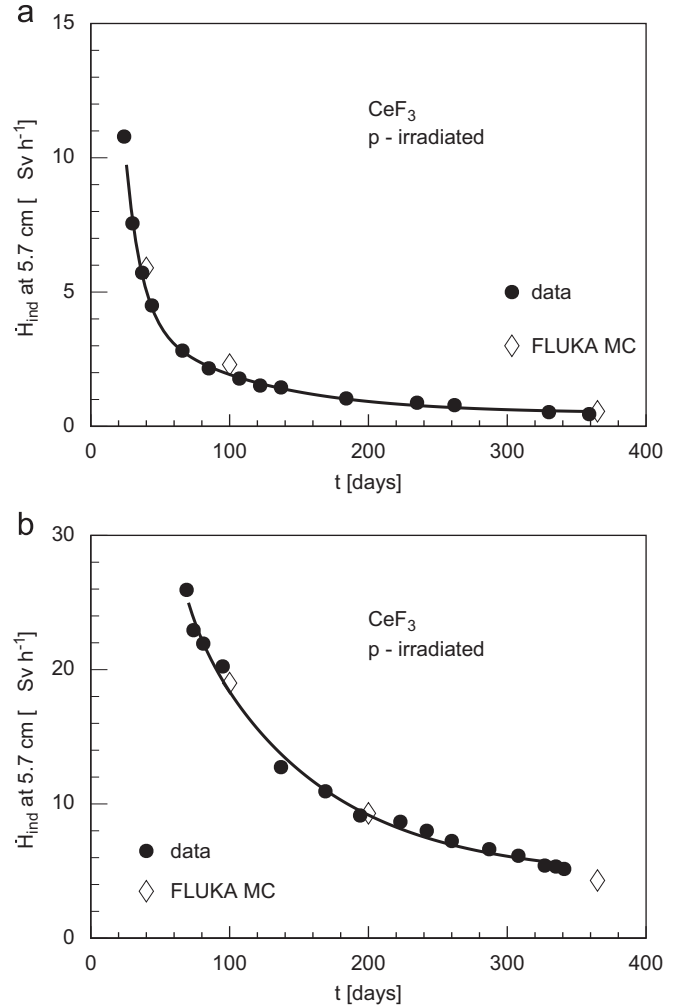 a
15
10
5
0
0 100 200 300 400
t [days]
Ḣind at 5.7 cm [ Sv h-1]
CeF3
p - irradiated
data
FLUKA MC
b
30
20
10
0
0 100 200 300 400
t [days]
Ḣind at 5.7 cm [ Sv h-1]
CeF3
p - irradiated
data
FLUKA MC